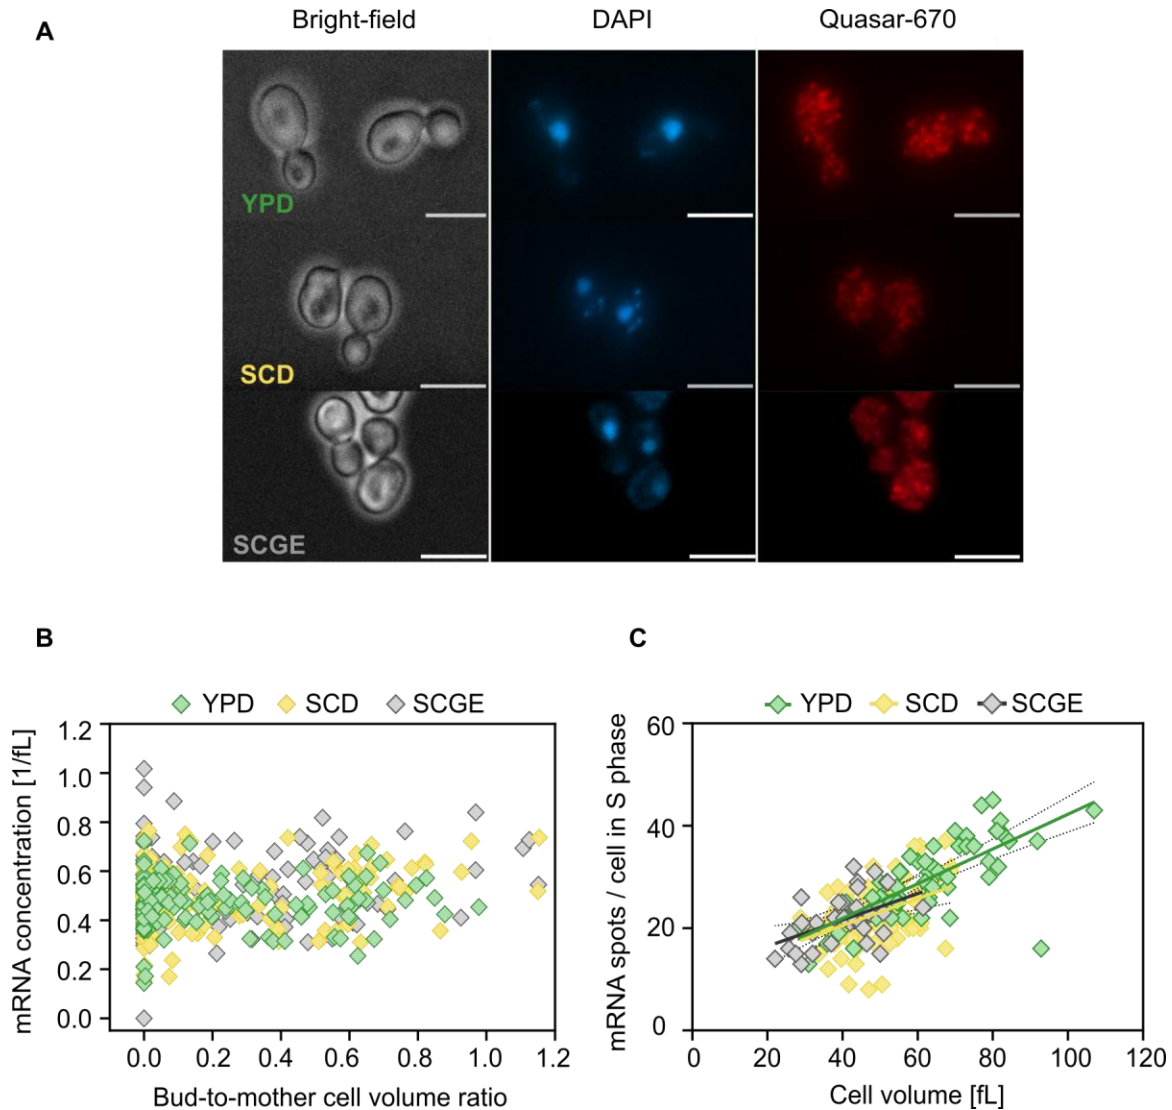 A
Bright-field DAPI Quasar-670
YPD
SCD
SCGE
B
YPD SCD SCGE
mRNA concentration [1/fL]
1.2
1.0
0.8
0.6
0.4
0.2
0.0
0.0 0.2 0.4 0.6 0.8 1.0 1.2
Bud-to-mother cell volume ratio
C
YPD SCD SCGE
mRNA spots / cell in S phase
60
40
20
0
0 20 40 60 80 100 120
Cell volume [fL]